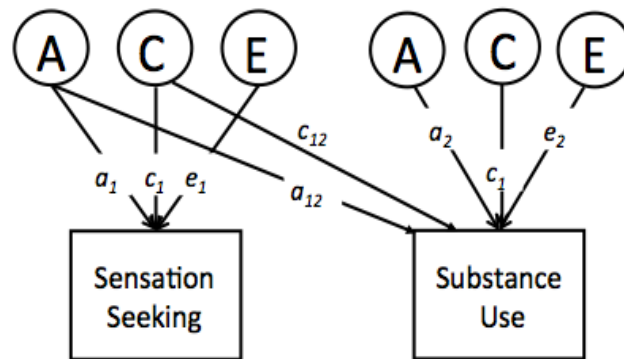 A C E A C E
c12
a2 e2
a1 c1 e1 a12 c1
Sensation
Seeking
Substance
Use